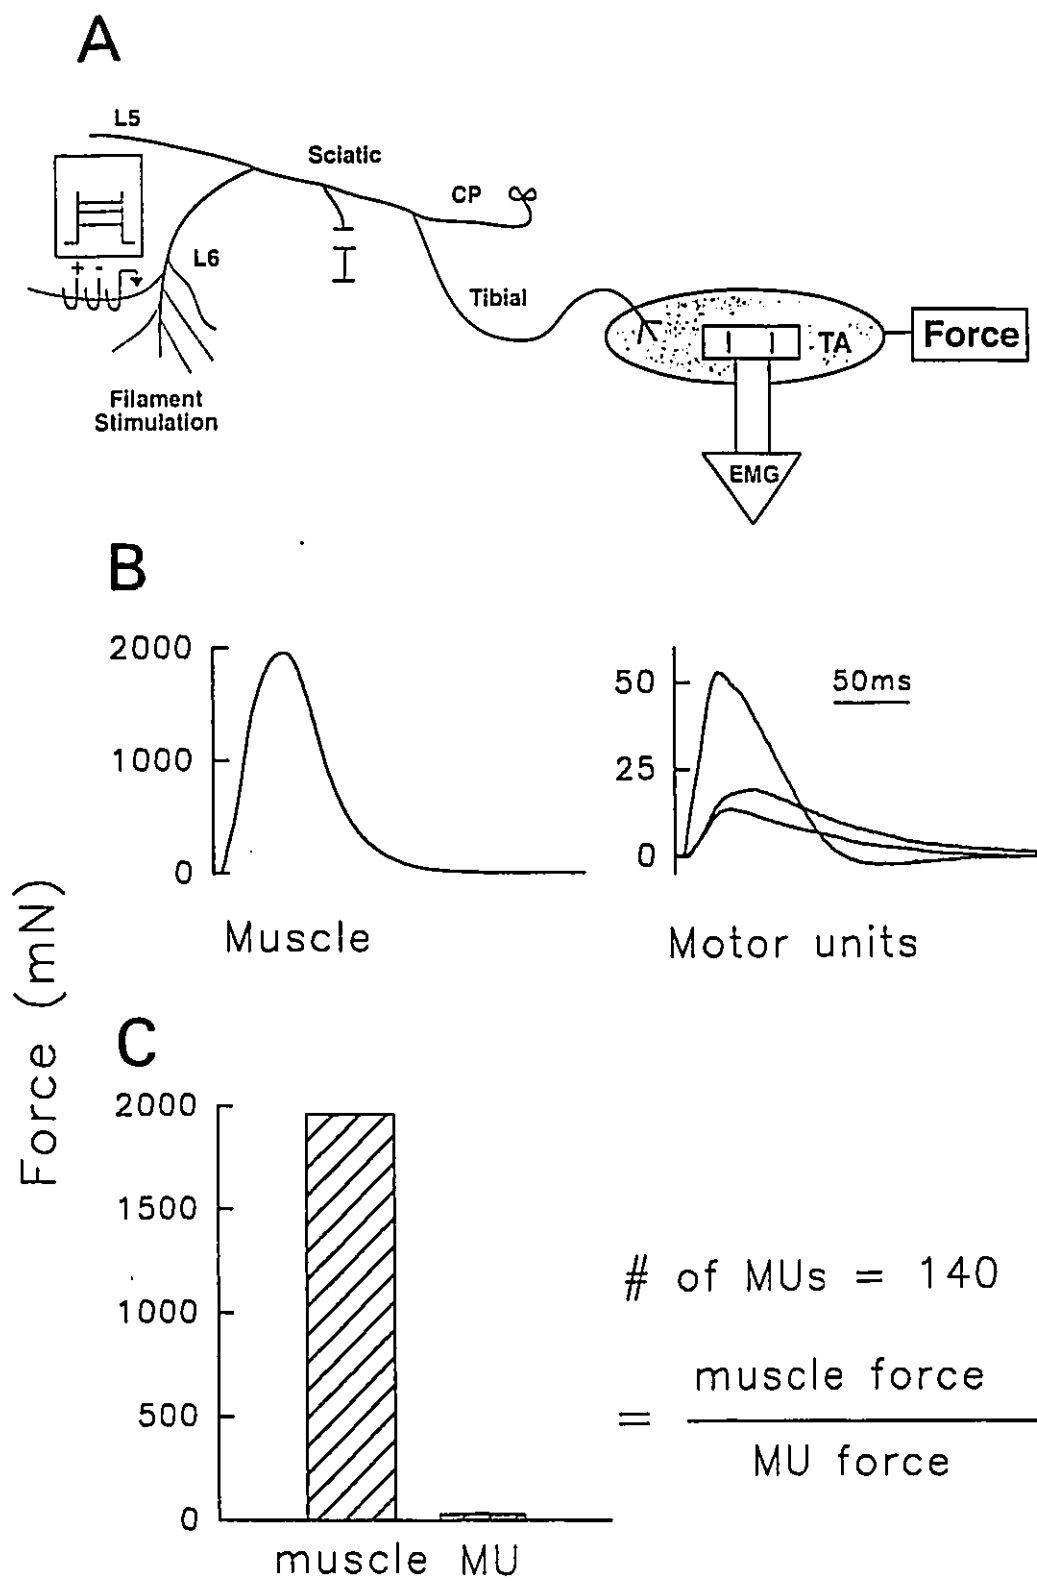 A
L5
Sciatic
CP
L6
+ -
Tibial
TA
Force
Filament
Stimulation
EMG
B
2000
1000
0
Muscle
50
25
0
50ms
Motor units
Force (mN)
C
2000
1500
1000
500
0
muscle MU
# of MUs = 140
= muscle force
MU force